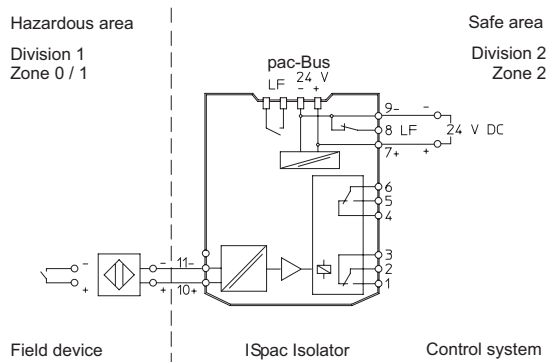 Hazardous area
Safe area
Division 1
Zone 0 / 1
Division 2
Zone 2
pac-Bus
LF
24 V
- +
9-
-
8 LF
24 V DC
7+
+
6
5
4
3
2
1
-
+
-
+
11-
10+
Field device
ISpac Isolator
Control system